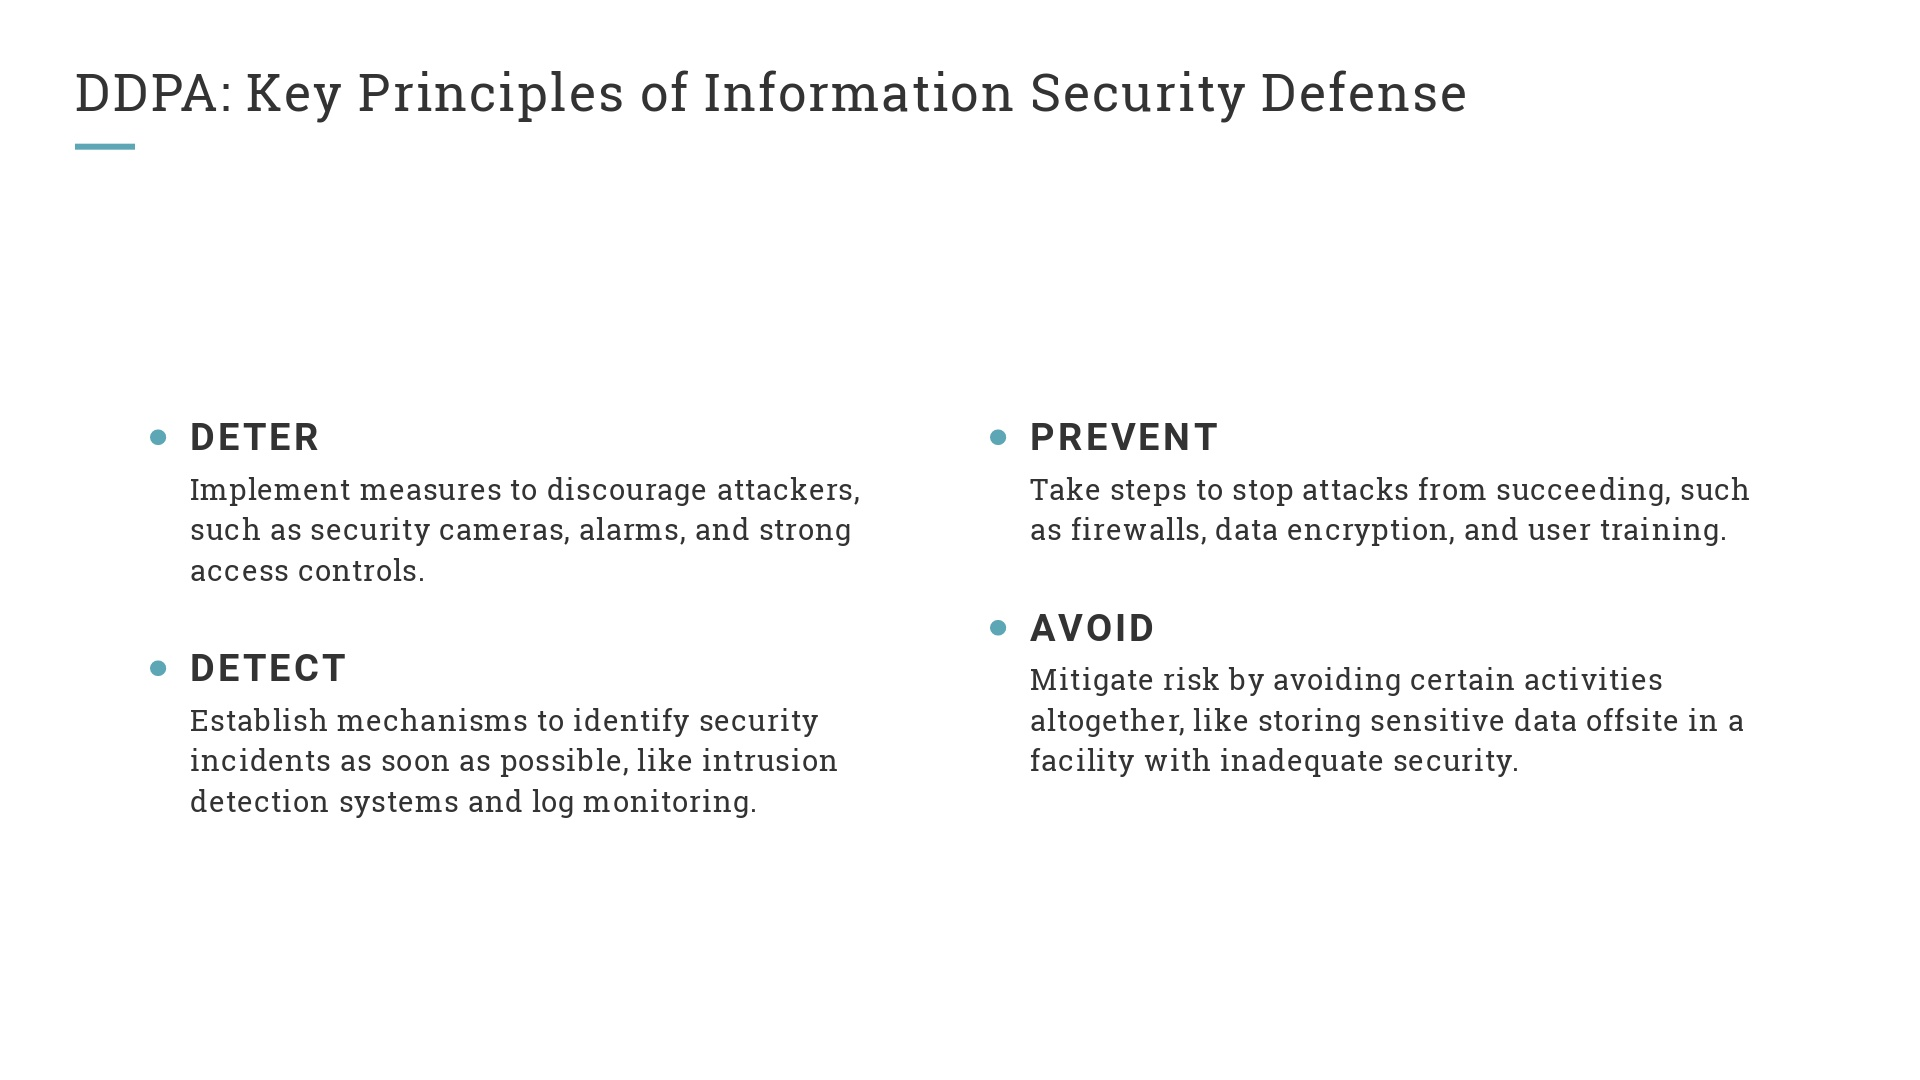 DDPA: Key Principles of Information Security Defense
DETER
Implement measures to discourage attackers,
such as security cameras, alarms, and strong
access controls.
DETECT
Establish mechanisms to identify security
incidents as soon as possible, like intrusion
detection systems and log monitoring.
PREVENT
Take steps to stop attacks from succeeding, such
as firewalls, data encryption, and user training.
AVOID
Mitigate risk by avoiding certain activities
altogether, like storing sensitive data offsite in a
facility with inadequate security.